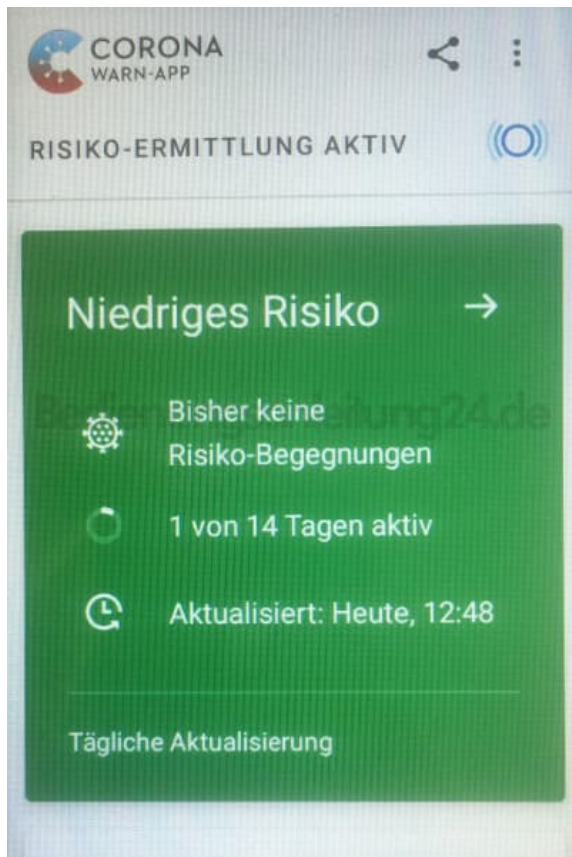 CORONA
WARN-APP
RISIKO-ERMITTLUNG AKTIV
Niedriges Risiko
Bisher keine
Risiko-Begegnungen
1 von 14 Tagen aktiv
Aktualisiert: Heute, 12:48
Tägliche Aktualisierung